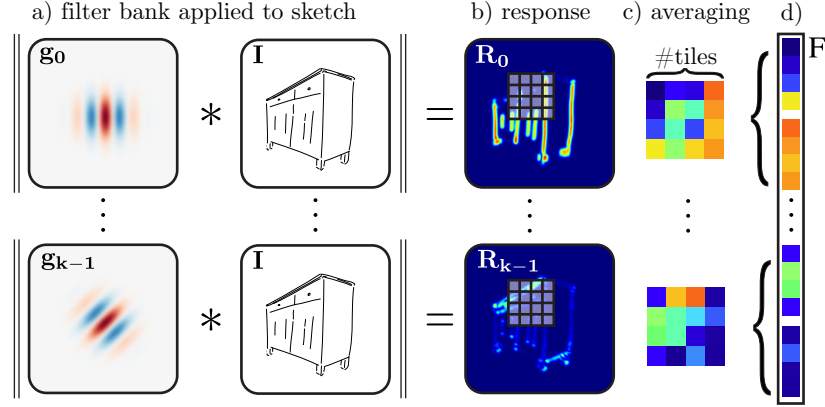 a) filter bank applied to sketch b) response c) averaging d)
g0 * I = R0 #tiles F
gk−1 * I = Rk−1